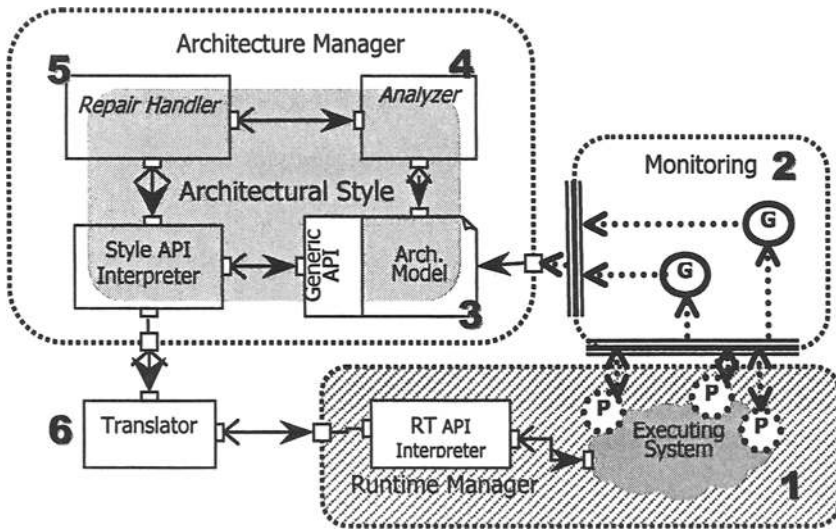 Architecture Manager
5
4
Repair Handler
Analyzer
Monitoring
2
Architectural Style
G
Style API
Interpreter
Generic
API
Arch.
Model
G
3
6
Translator
RT API
Interpreter
P
P
P
Executing
System
Runtime Manager
1